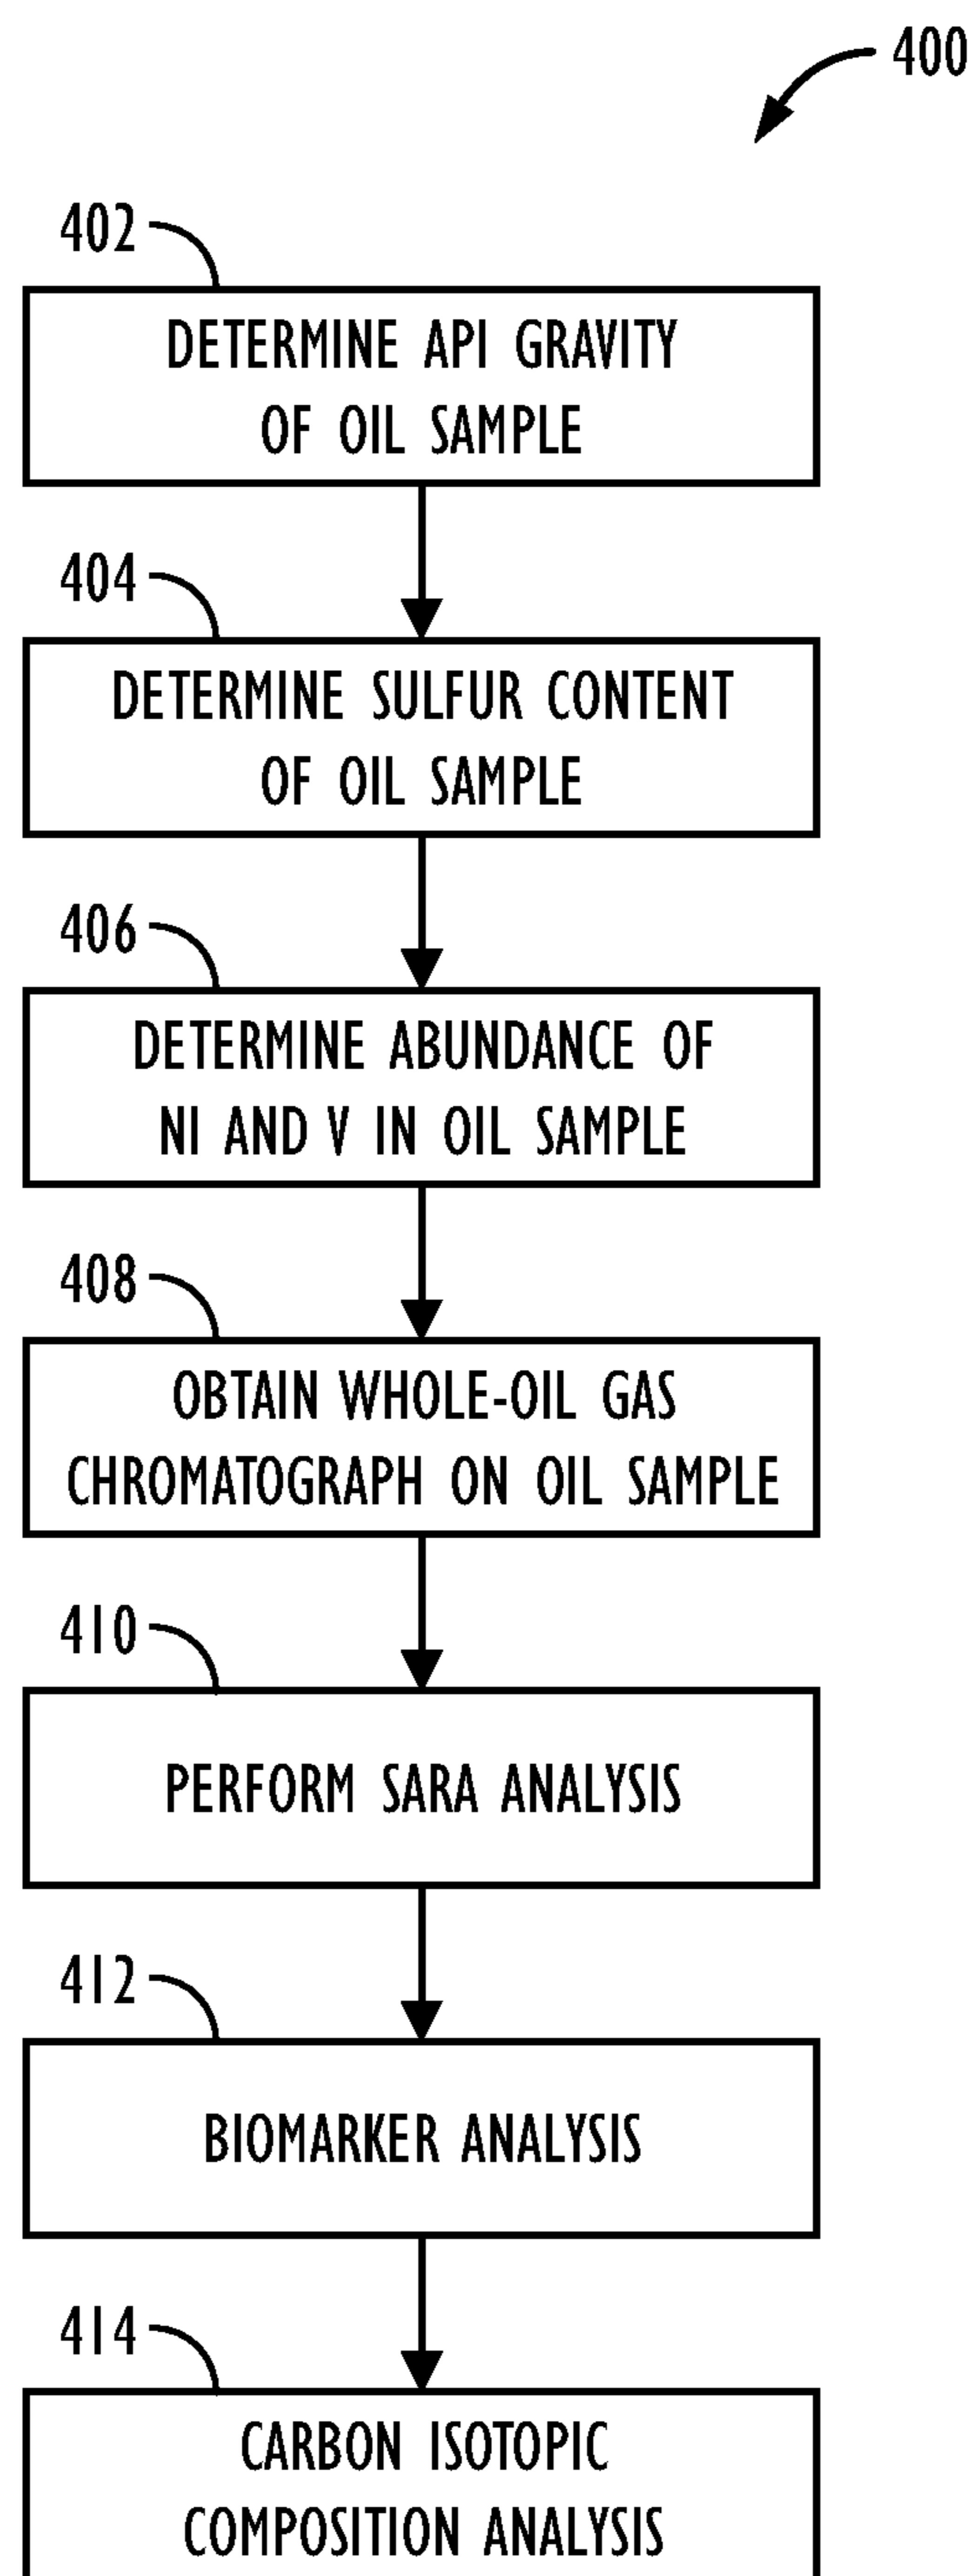 400
402
DETERMINE API GRAVITY
OF OIL SAMPLE
404
DETERMINE SULFUR CONTENT
OF OIL SAMPLE
406
DETERMINE ABUNDANCE OF
NI AND V IN OIL SAMPLE
408
OBTAIN WHOLE-OIL GAS
CHROMATOGRAPH ON OIL SAMPLE
410
PERFORM SARA ANALYSIS
412
BIOMARKER ANALYSIS
414
CARBON ISOTOPIC
COMPOSITION ANALYSIS